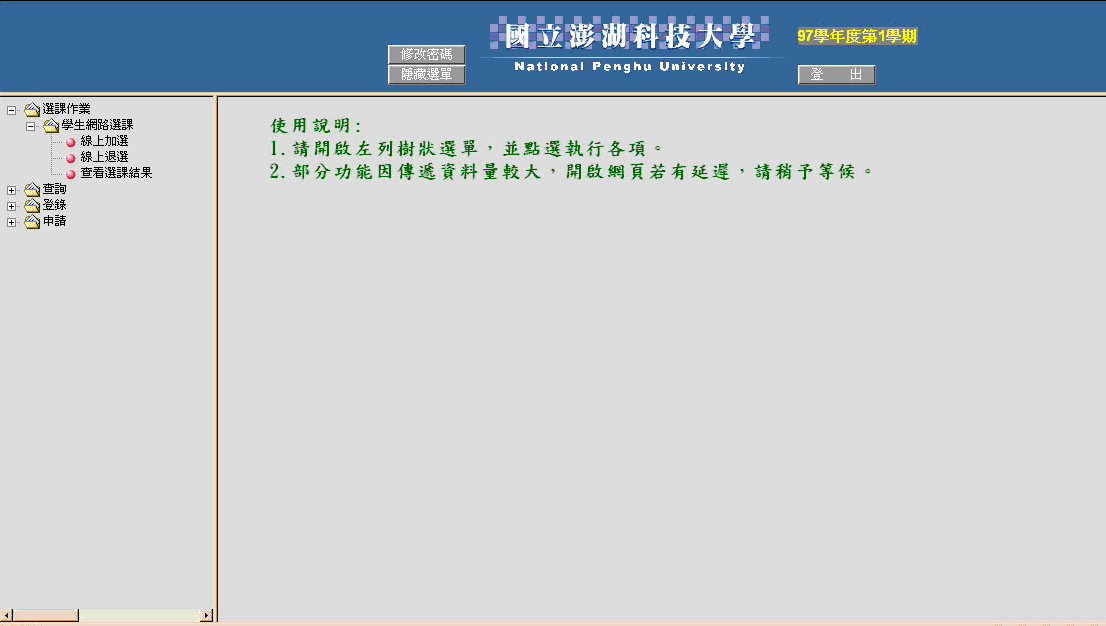 國立澎湖科技大學
National Penghu University
97學年度第1學期
修改密碼
隱藏選單
登 出
選課作業
學生網路選課
線上加選
線上退選
查看選課結果
查詢
登錄
申請
使用說明:
1.請開啟左列樹狀選單，並點選執行各項。
2.部分功能因傳遞資料量較大，開啟網頁若有延遲，請稍予等候。